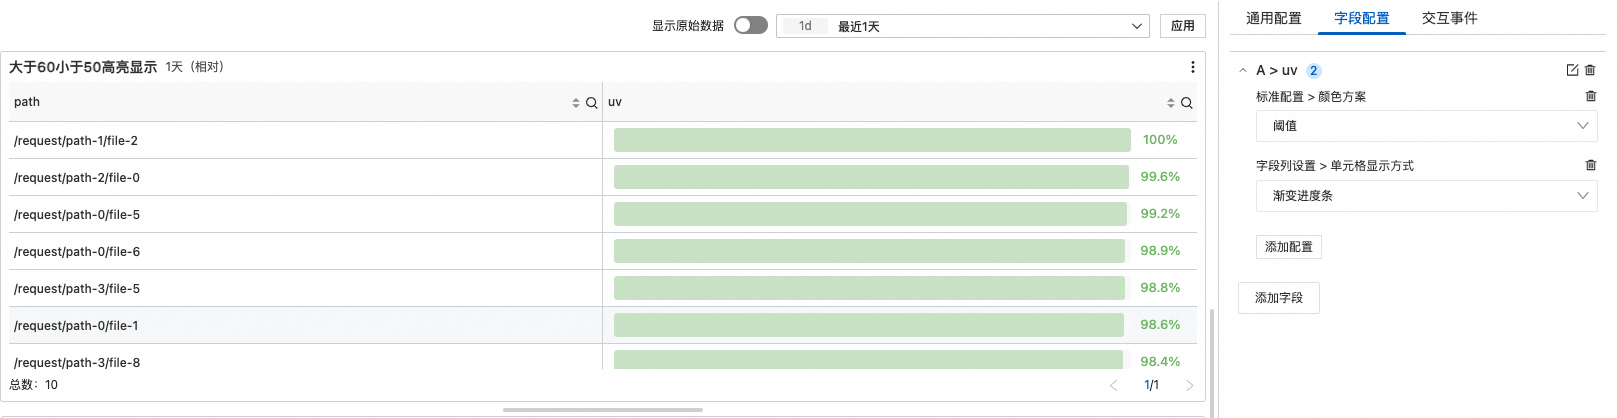 显示原始数据 1d 最近1天 应用
大于60小于50高亮显示 1天（相对）
path uv
/request/path-1/file-2 100%
/request/path-2/file-0 99.6%
/request/path-0/file-5 99.2%
/request/path-0/file-6 98.9%
/request/path-3/file-5 98.8%
/request/path-0/file-1 98.6%
/request/path-3/file-8 98.4%
总数：10 1/1
通用配置 字段配置 交互事件
A > uv 2
标准配置 > 颜色方案
阈值
字段列设置 > 单元格显示方式
渐变进度条
添加配置
添加字段